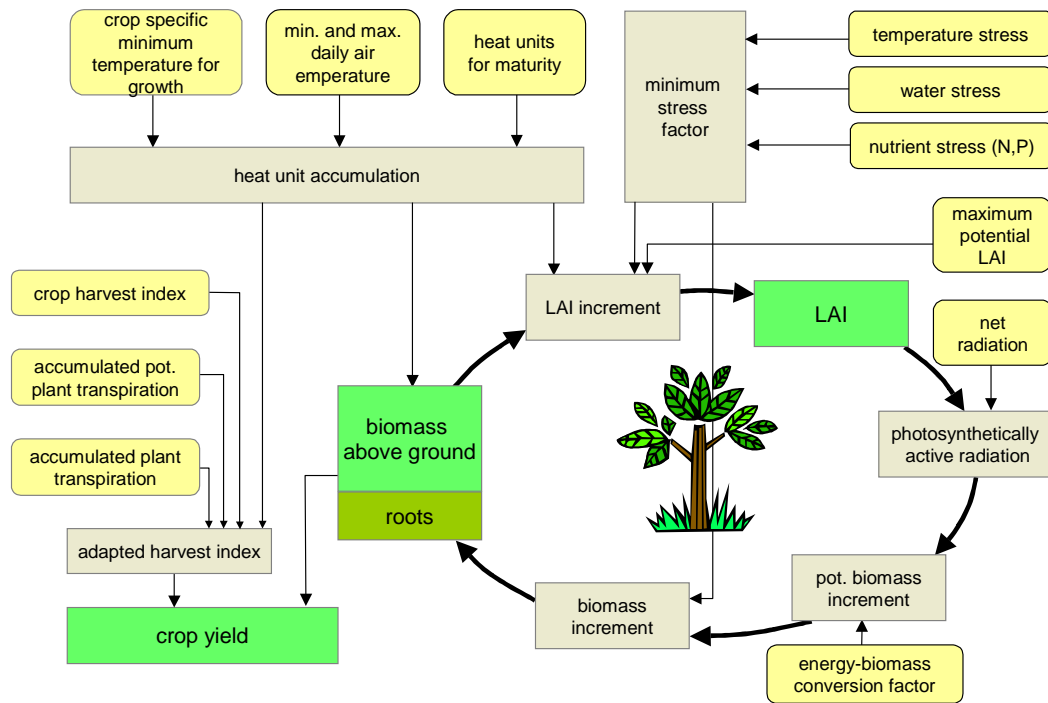 crop specific
minimum
temperature for
growth
min. and max.
daily air
emperature
heat units
for maturity
minimum
stress
factor
temperature stress
water stress
nutrient stress (N,P)
heat unit accumulation
maximum
potential
LAI
crop harvest index
LAI increment
LAI
net
radiation
accumulated pot.
plant transpiration
biomass
above ground
photosynthetically
active radiation
accumulated plant
transpiration
roots
adapted harvest index
pot. biomass
increment
biomass
increment
crop yield
energy-biomass
conversion factor